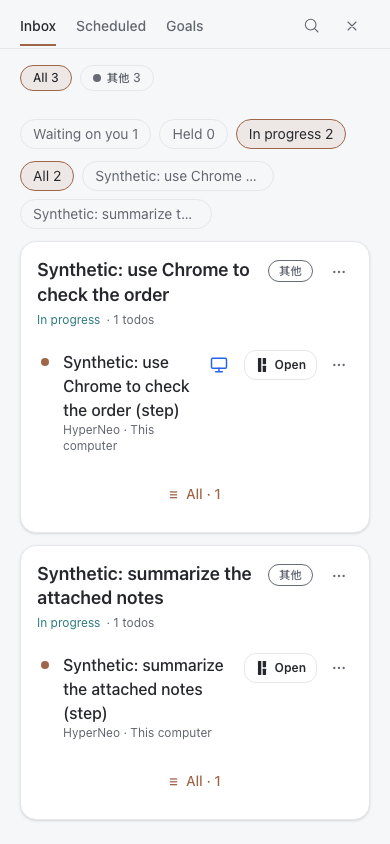 Inbox Scheduled Goals
All 3 其他 3
Waiting on you 1 Held 0 In progress 2
All 2 Synthetic: use Chrome ...
Synthetic: summarize t...
Synthetic: use Chrome to 其他
check the order
In progress · 1 todos
Synthetic: use Open
Chrome to check
the order (step)
HyperNeo · This
computer
All · 1
Synthetic: summarize the 其他
attached notes
In progress · 1 todos
Synthetic: summarize Open
the attached notes
(step)
HyperNeo · This computer
All · 1